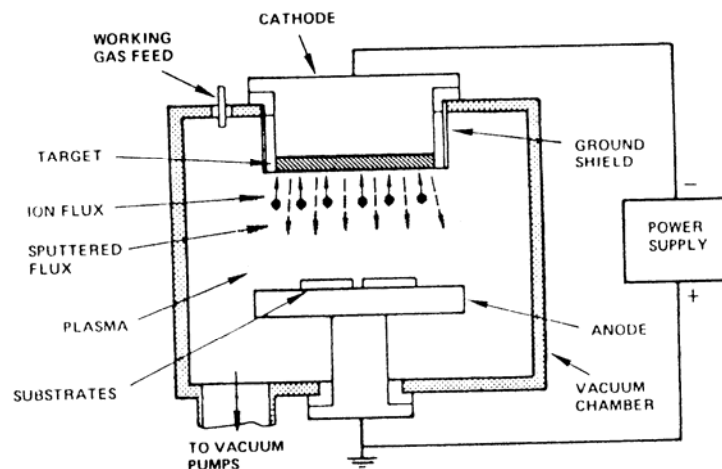 CATHODE
WORKING
GAS FEED
TARGET
GROUND
SHIELD
ION FLUX
SPUTTERED
FLUX
−
POWER
SUPPLY
+
PLASMA
ANODE
SUBSTRATES
VACUUM
CHAMBER
TO VACUUM
PUMPS